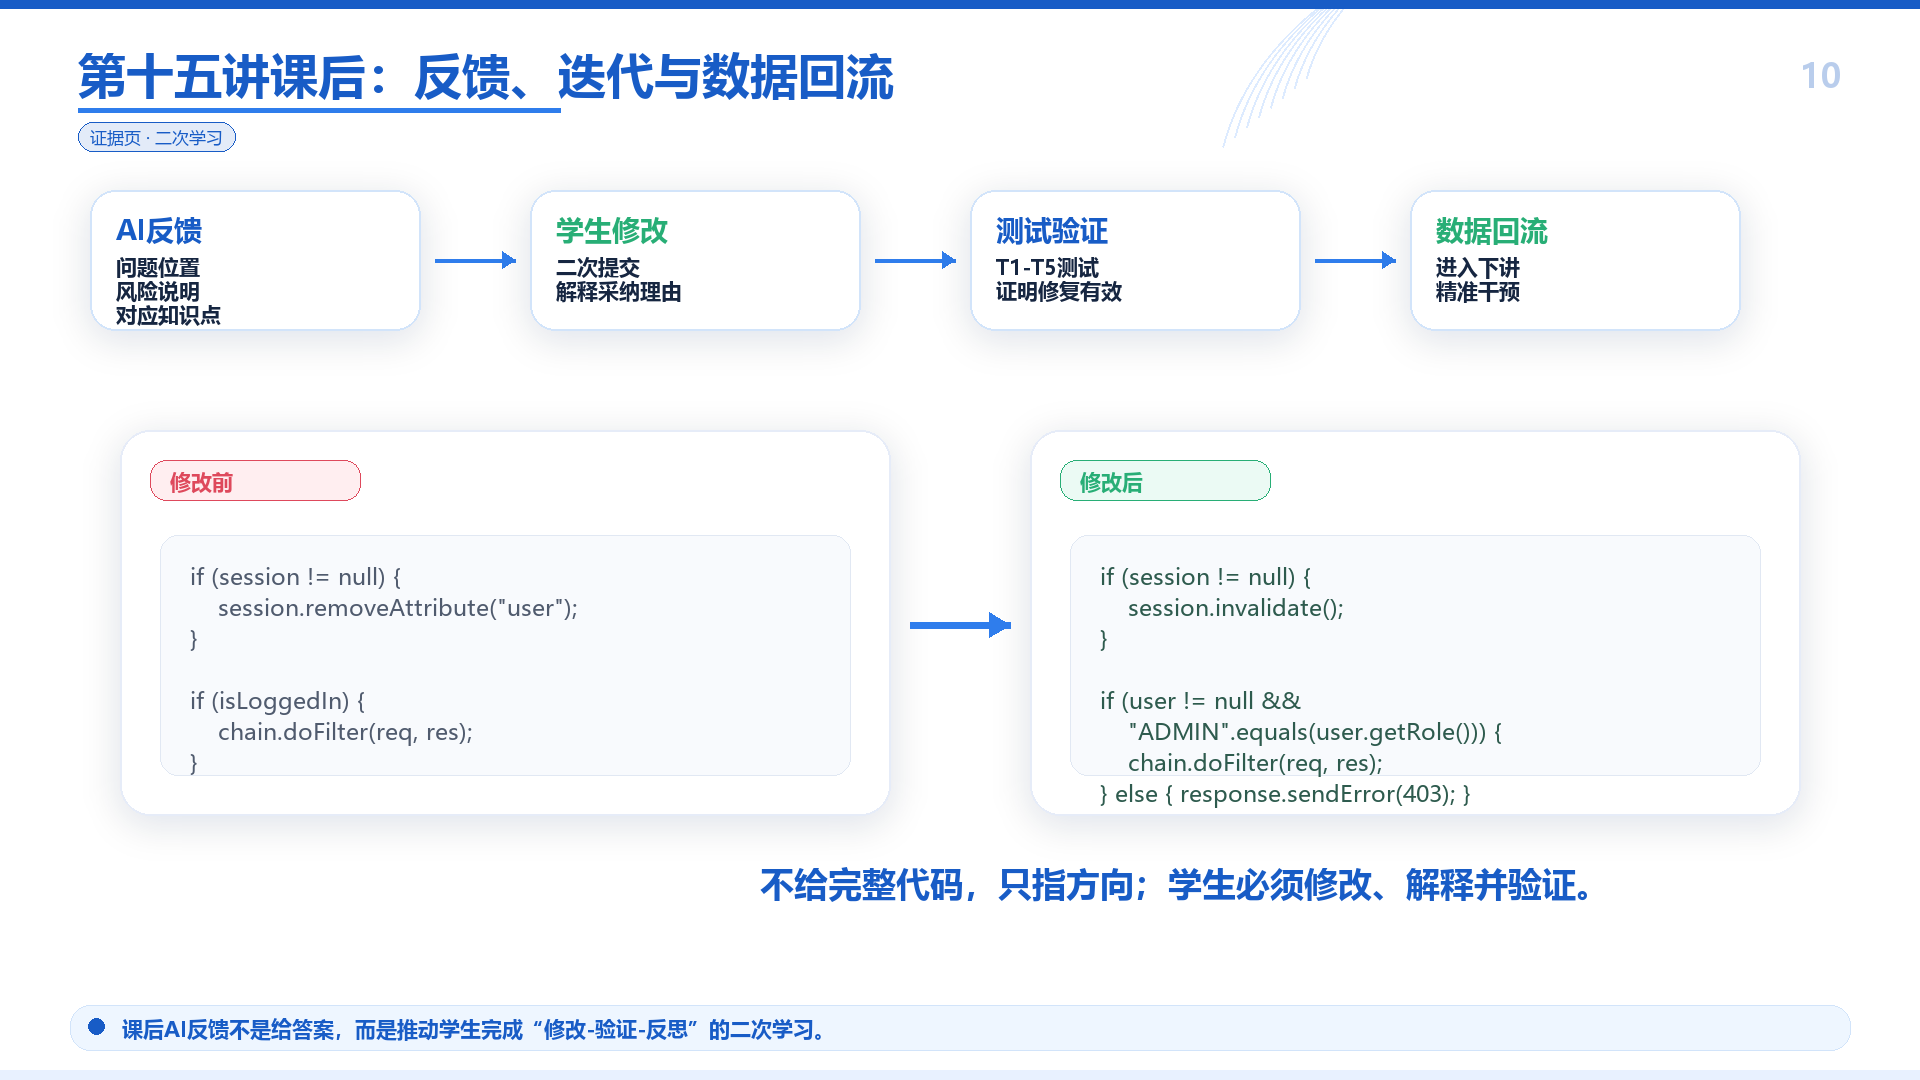 第十五讲课后：反馈、迭代与数据回流
10
证据页 · 二次学习
AI反馈
问题位置
风险说明
对应知识点
学生修改
二次提交
解释采纳理由
测试验证
T1-T5测试
证明修复有效
数据回流
进入下讲
精准干预
修改前
if (session != null) {
    session.removeAttribute("user");
}
if (isLoggedIn) {
    chain.doFilter(req, res);
}
修改后
if (session != null) {
    session.invalidate();
}
if (user != null &&
    "ADMIN".equals(user.getRole())) {
    chain.doFilter(req, res);
} else { response.sendError(403); }
不给完整代码，只指方向；学生必须修改、解释并验证。
课后AI反馈不是给答案，而是推动学生完成“修改-验证-反思”的二次学习。